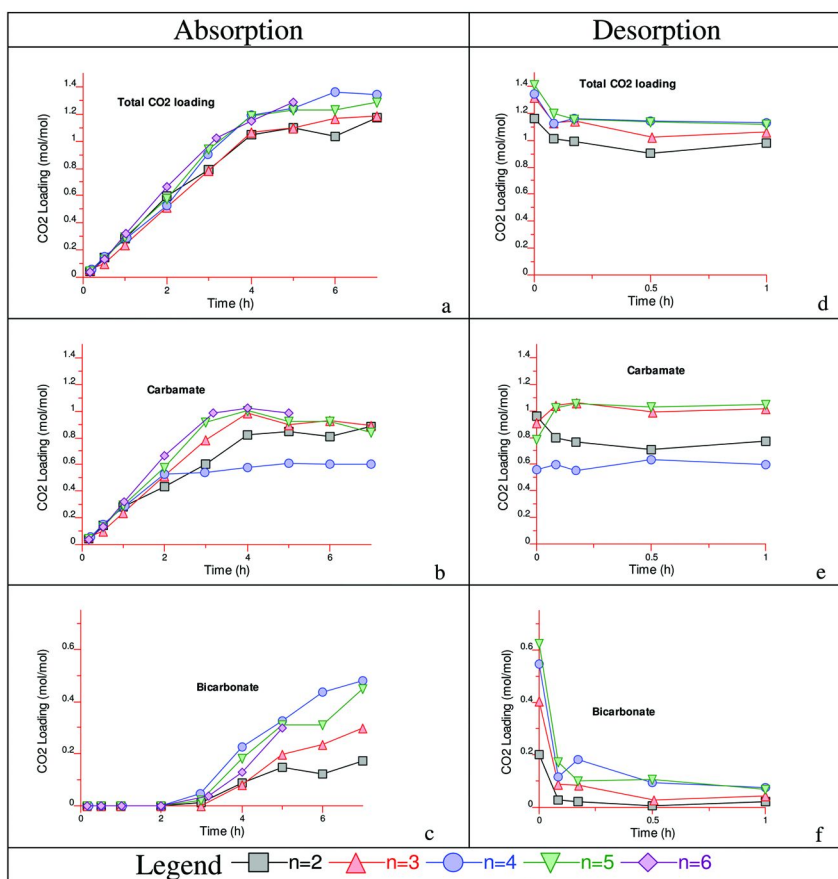 Absorption
Desorption
Total CO2 loading
CO2 Loading (mol/mol)
1.4
1.2
1
0.8
0.6
0.4
0.2
0
0 2 4 6
Time (h)
a
Total CO2 loading
CO2 Loading (mol/mol)
1.4
1.2
1
0.8
0.6
0.4
0.2
0
0 0.5 1
Time (h)
d
Carbamate
CO2 Loading (mol/mol)
1.4
1.2
1
0.8
0.6
0.4
0.2
0
0 2 4 6
Time (h)
b
Carbamate
CO2 Loading (mol/mol)
1.4
1.2
1
0.8
0.6
0.4
0.2
0
0 0.5 1
Time (h)
e
Bicarbonate
CO2 Loading (mol/mol)
0.6
0.4
0.2
0
0 2 4 6
Time (h)
c
Bicarbonate
CO2 Loading (mol/mol)
0.6
0.4
0.2
0
0 0.5 1
Time (h)
f
Legend n=2 n=3 n=4 n=5 n=6